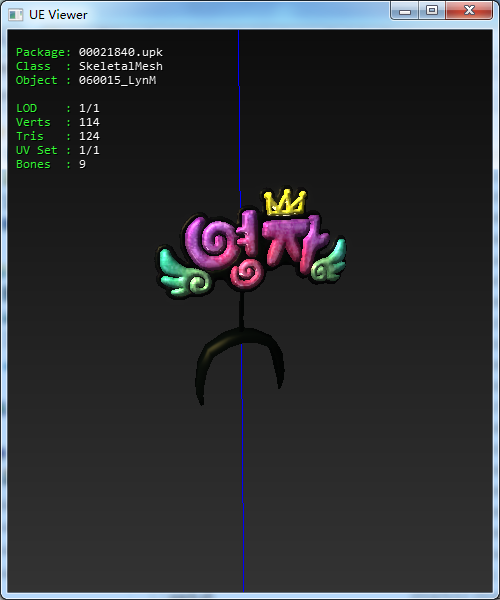 UE Viewer
Package: 00021840.upk
Class : SkeletalMesh
Object : 060015_LynM
LOD : 1/1
Verts : 114
Tris : 124
UV Set : 1/1
Bones : 9
영자